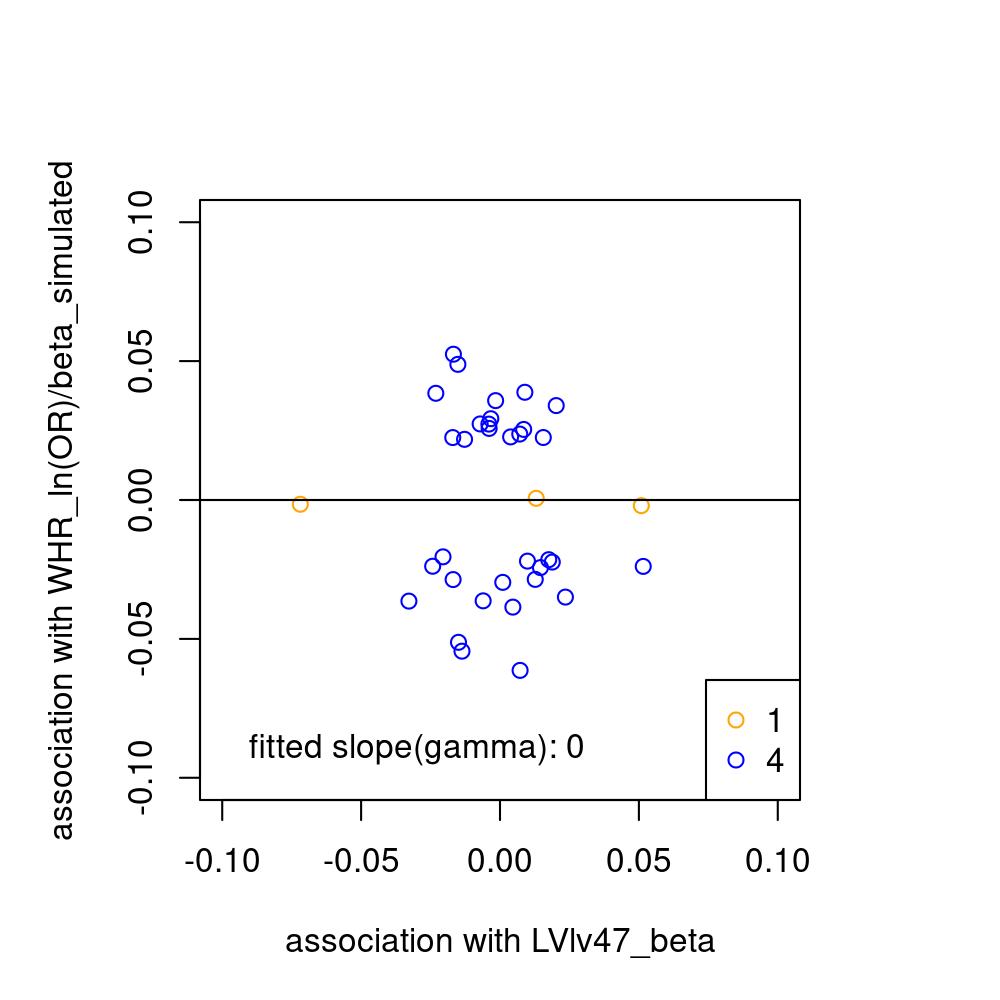 association with WHR_ln(OR)/beta_simulated
0.10
0.05
0.00
-0.05
-0.10
fitted slope(gamma): 0
1
4
-0.10 -0.05 0.00 0.05 0.10
association with LVlv47_beta